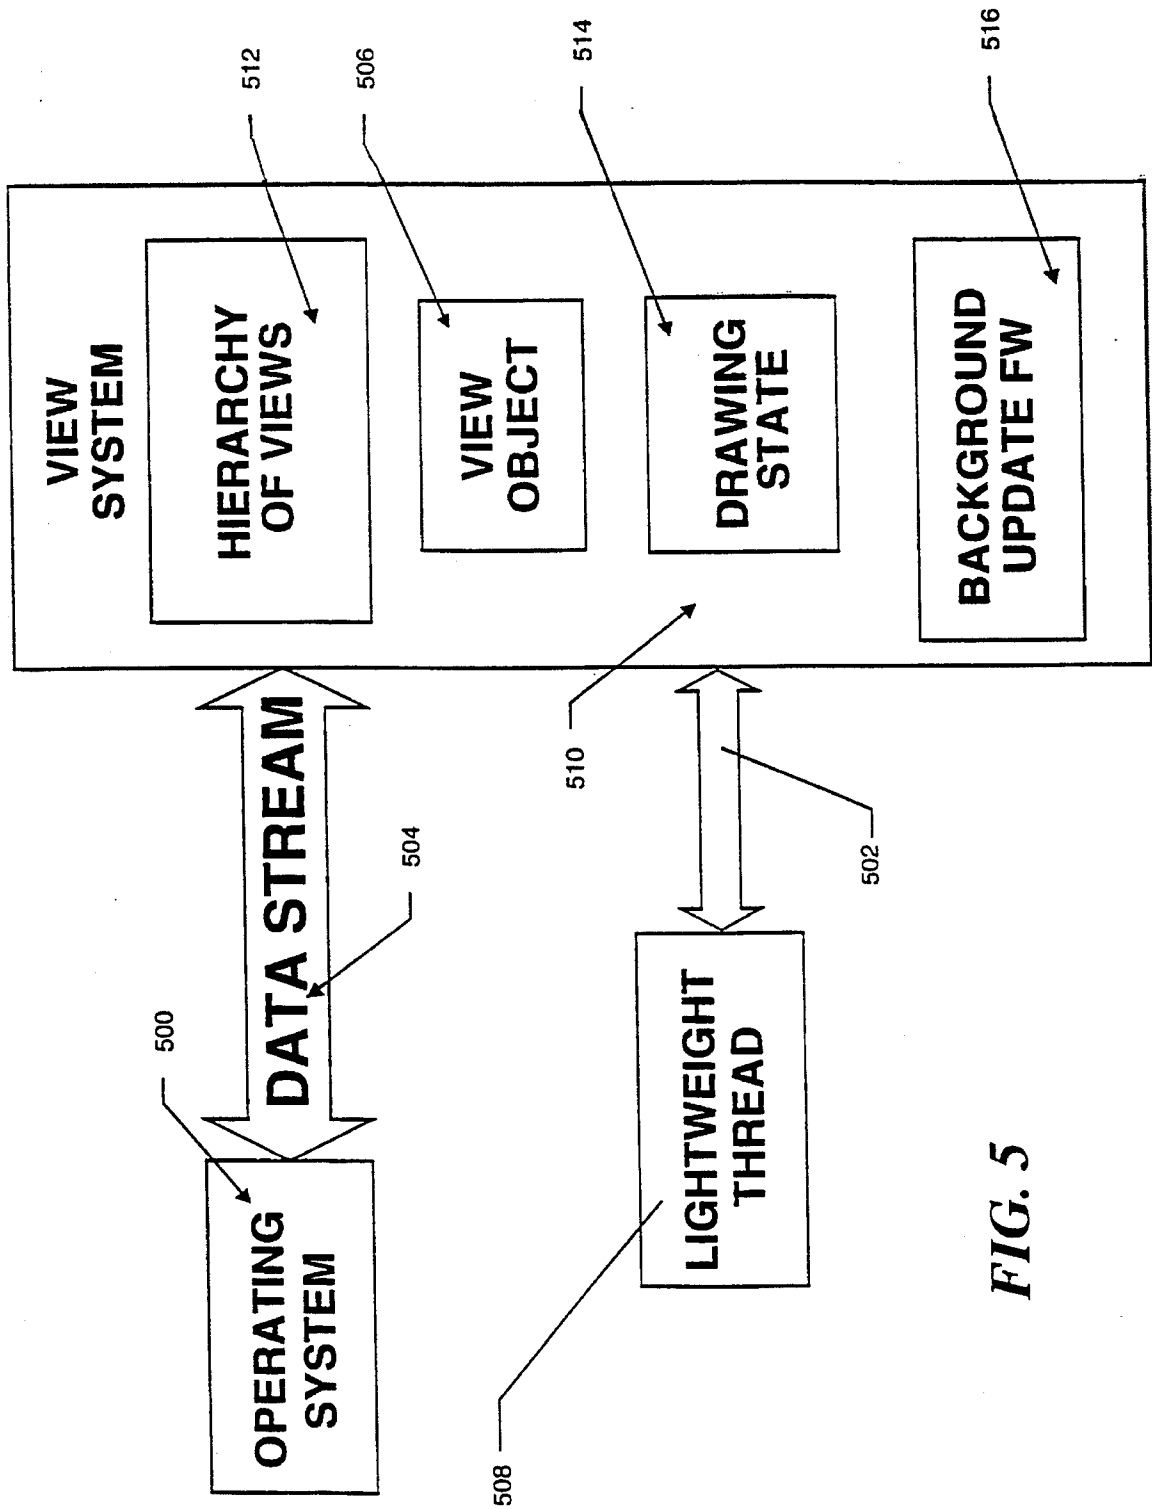 VIEW
SYSTEM
HIERARCHY
OF VIEWS
512
VIEW
OBJECT
506
DRAWING
STATE
514
BACKGROUND
UPDATE FW
516
DATA STREAM
504
510
502
OPERATING
SYSTEM
500
LIGHTWEIGHT
THREAD
508
FIG. 5